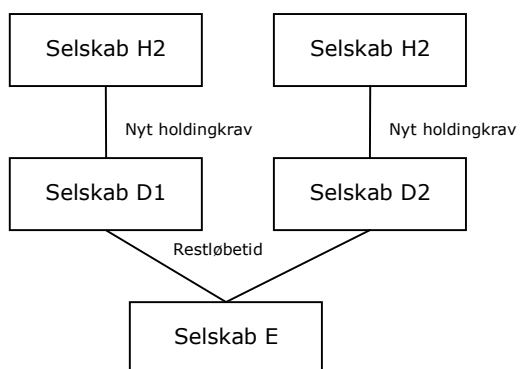 Selskab H2
Selskab H2
Nyt holdingkrav
Nyt holdingkrav
Selskab D1
Selskab D2
Restløbetid
Selskab E